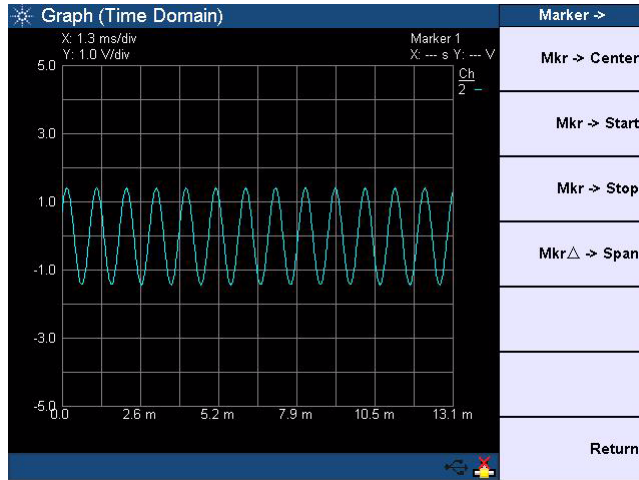 Graph (Time Domain)
Marker ->
X: 1.3 ms/div
Y: 1.0 V/div
Marker 1
X: --- s Y: --- V
Ch
2 –
5.0
3.0
1.0
-1.0
-3.0
-5.0
0.0
2.6 m
5.2 m
7.9 m
10.5 m
13.1 m
Mkr -> Center
Mkr -> Start
Mkr -> Stop
Mkr△ -> Span
Return